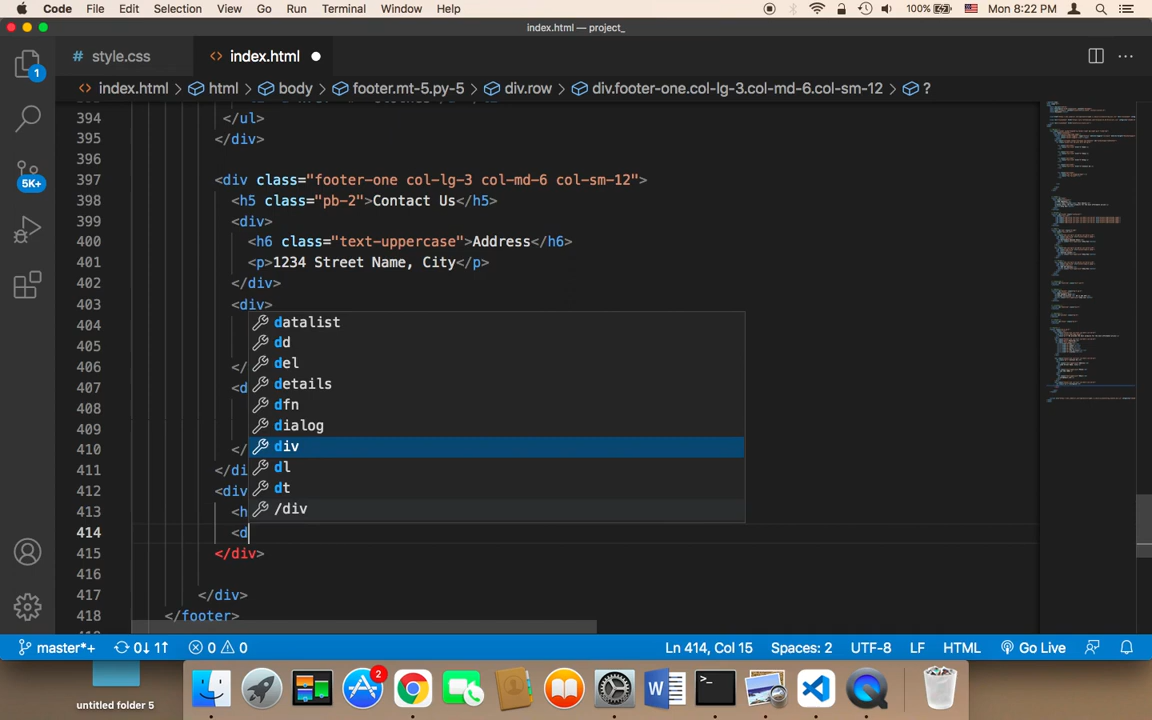 Code File Edit Selection View Go Run Terminal Window Help 100% Mon 8:22 PM
index.html — project_
# style.css <> index.html
<> index.html > html > body > footer.mt-5.py-5 > div.row > div.footer-one.col-lg-3.col-md-6.col-sm-12 > ?
394 </ul>
395 </div>
396
397 <div class="footer-one col-lg-3 col-md-6 col-sm-12">
398 <h5 class="pb-2">Contact Us</h5>
399 <div>
400 <h6 class="text-uppercase">Address</h6>
401 <p>1234 Street Name, City</p>
402 </div>
403 <div>
404 datalist
405 dd
406 </ del
407 <d details
408 dfn
409 dialog
410 </ div
411 </di dl
412 <div dt
413 <h /div
414 <d
415 </div>
416
417 </div>
418 </footer>
1
5K+
master*+ 0↓ 1↑ 0 0 Ln 414, Col 15 Spaces: 2 UTF-8 LF HTML Go Live
2
untitled folder 5